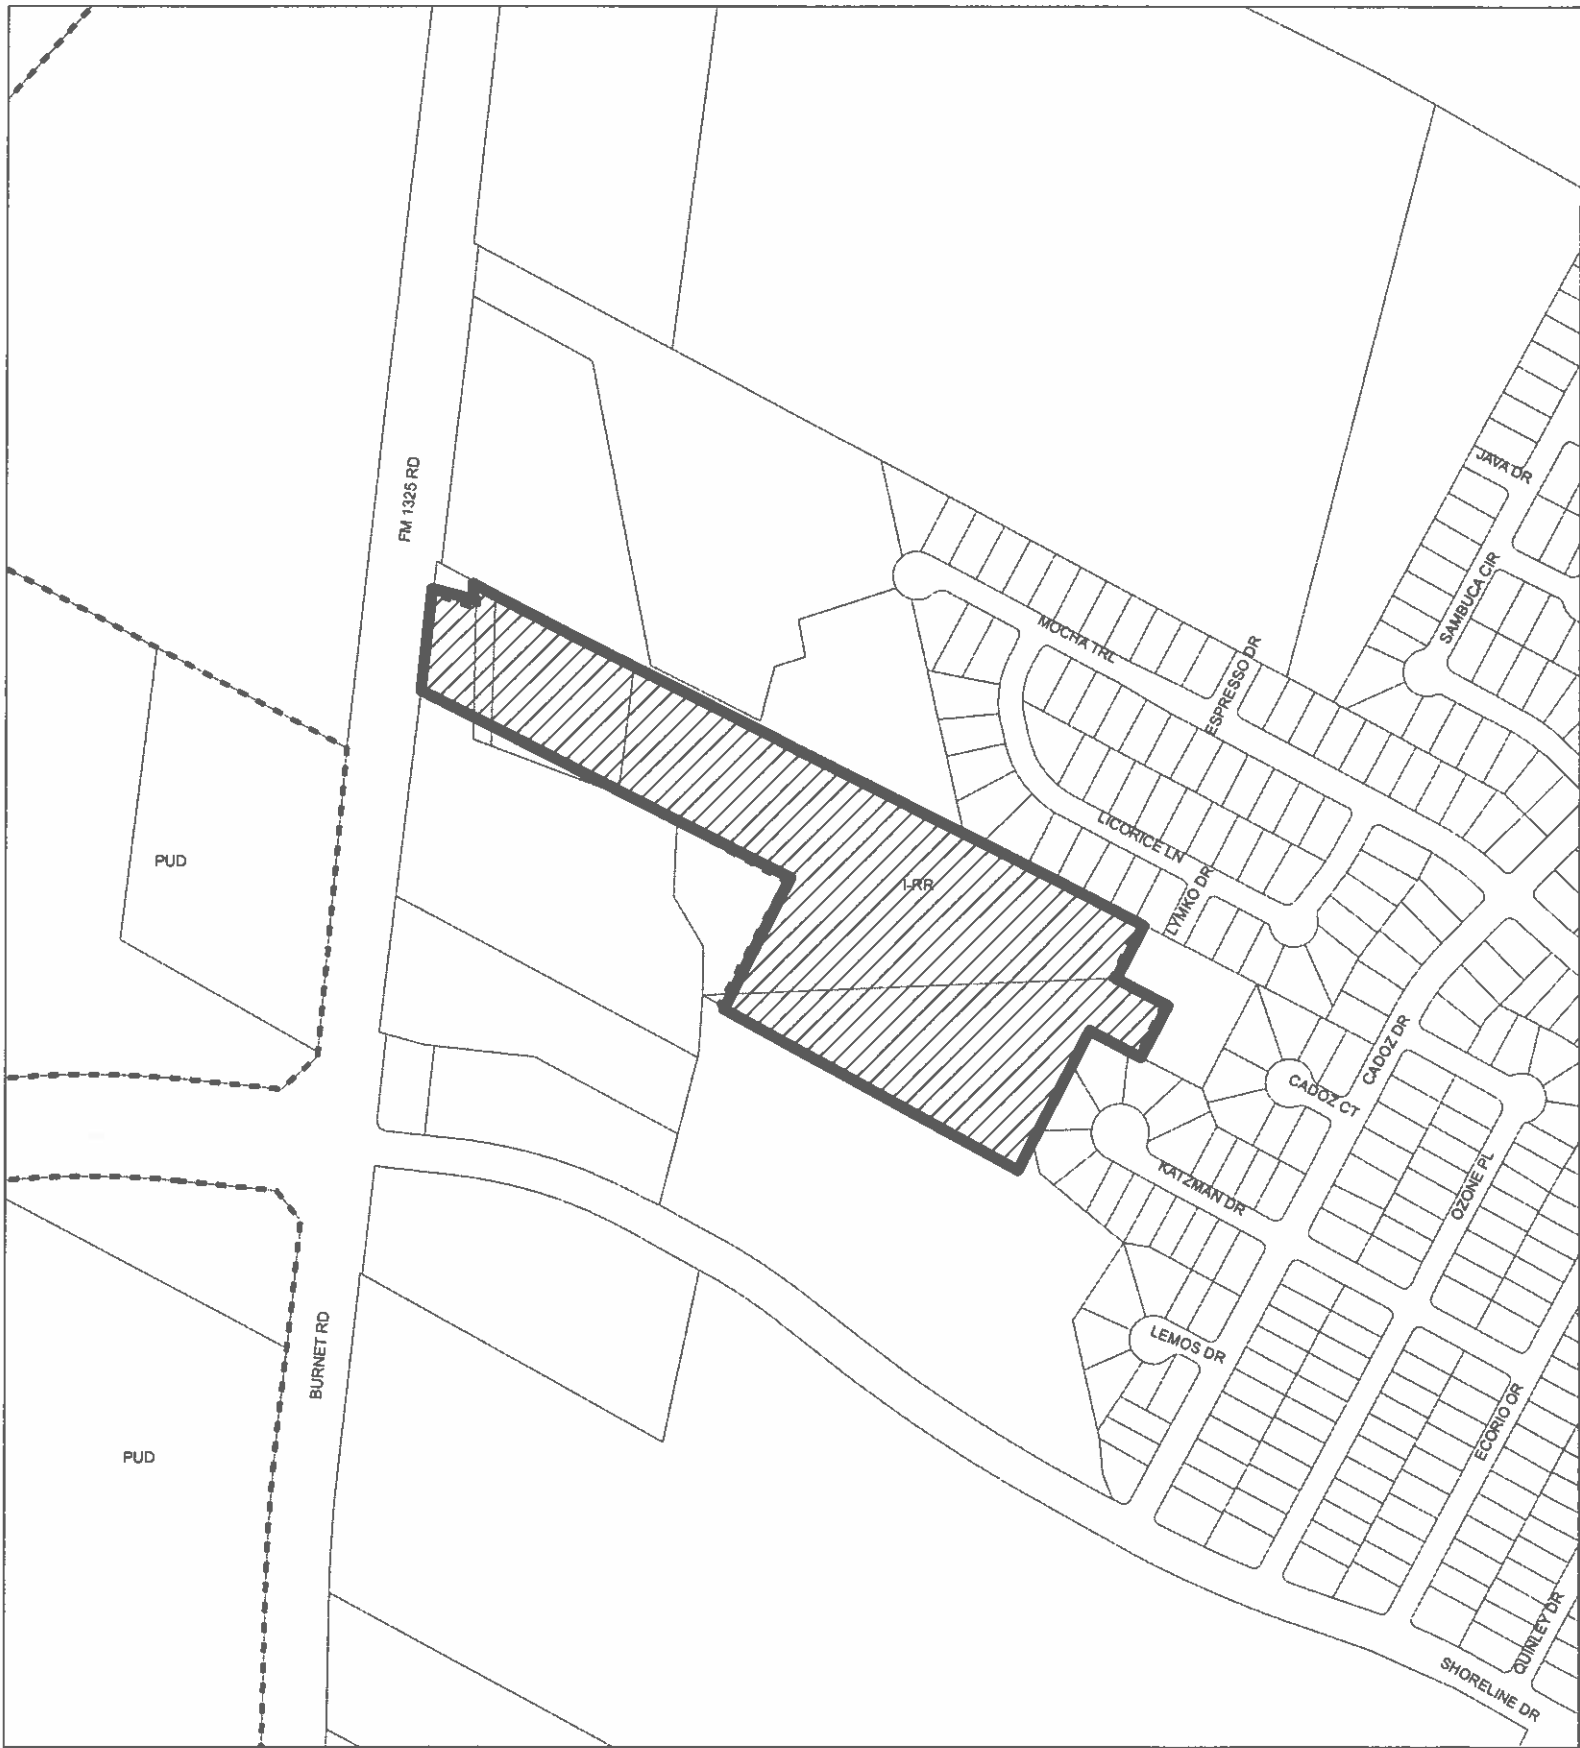 JAVA DR
FM 1325 RD
SAMBUCA CIR
MOCHA TRL
ESPRESSO DR
LICORICE LN
PUD
I-RR
LYMKO DR
CADOZ DR
CADOZ CT
KATZMAN DR
OZONE PL
LEMOS DR
BURNET RD
ECORIO DR
PUD
QUINLEY DR
SHORELINE DR